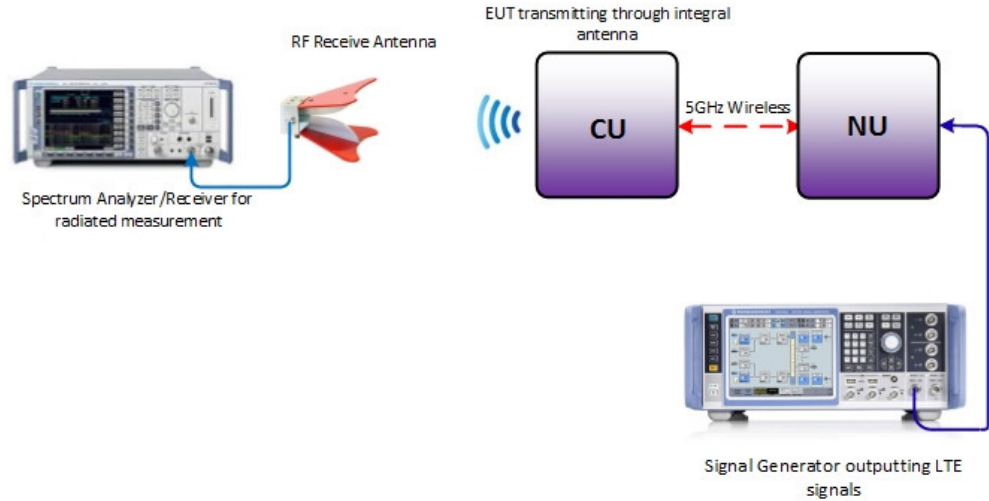 EUT transmitting through integral
antenna
RF Receive Antenna
CU
5GHz Wireless
NU
Spectrum Analyzer/Receiver for
radiated measurement
Signal Generator outputting LTE
signals